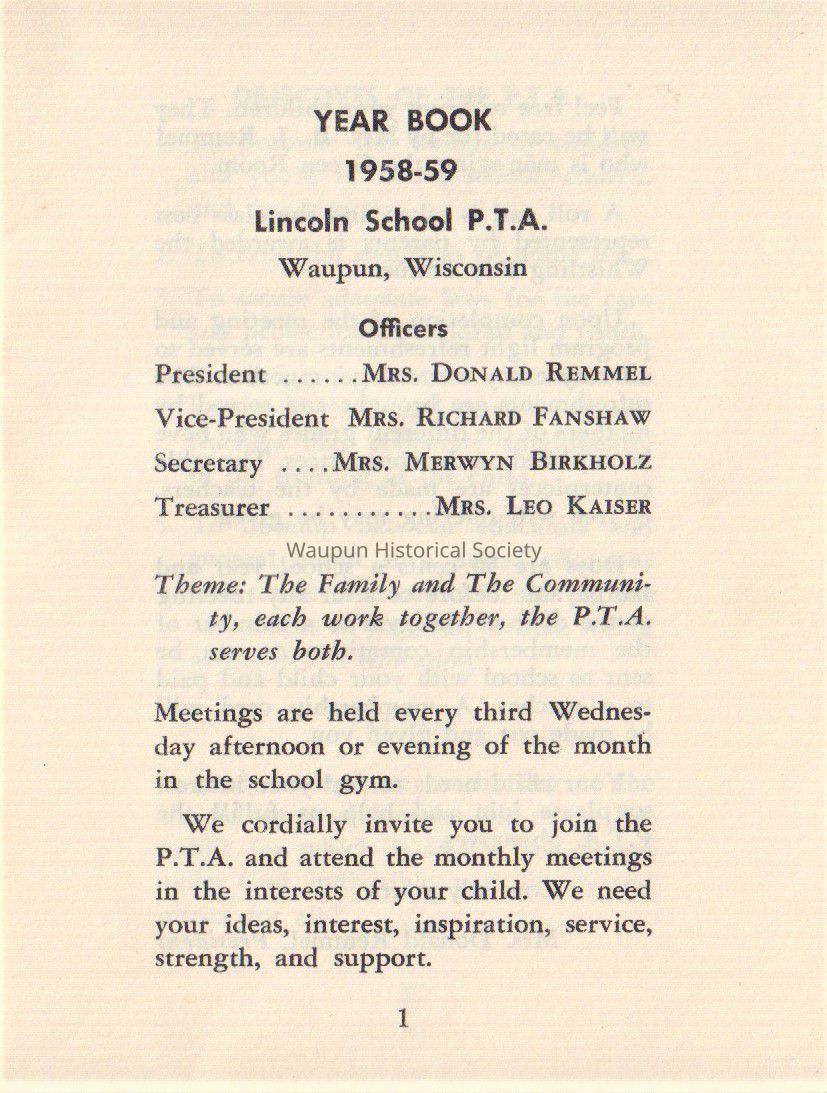 YEAR BOOK
1958-59
Lincoln School P.T.A.
Waupun, Wisconsin
Officers
President ......Mrs. Donald Remmel
Vice-President Mrs. Richard Fanshaw
Secretary ....Mrs. Merwyn Birkholz
Treasurer ...........Mrs. Leo Kaiser
Waupun Historical Society
Theme: The Family and The Communi-
ty, each work together, the P.T.A.
serves both.
Meetings are held every third Wednes-
day afternoon or evening of the month
in the school gym.
We cordially invite you to join the
P.T.A. and attend the monthly meetings
in the interests of your child. We need
your ideas, interest, inspiration, service,
strength, and support.
1